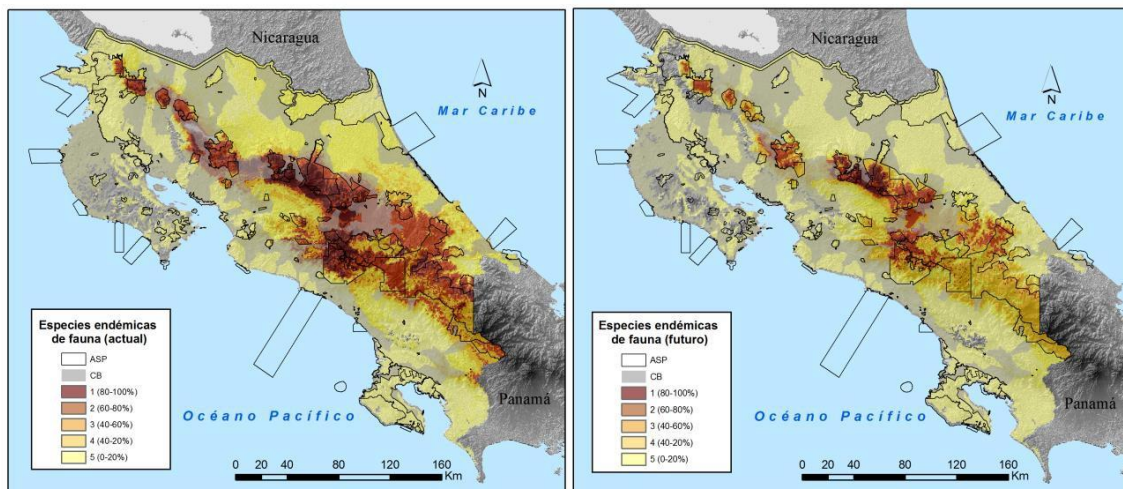 Nicaragua
N
Mar Caribe
Especies endémicas
de fauna (actual)
ASP
CB
1 (80-100%)
2 (60-80%)
3 (40-60%)
4 (40-20%)
5 (0-20%)
Océano Pacífico
Panamá
0 20 40 80 120 160
Km
Nicaragua
N
Mar Caribe
Especies endémicas
de fauna (futuro)
ASP
CB
1 (80-100%)
2 (60-80%)
3 (40-60%)
4 (40-20%)
5 (0-20%)
Océano Pacífico
Panamá
0 20 40 80 120 160
Km